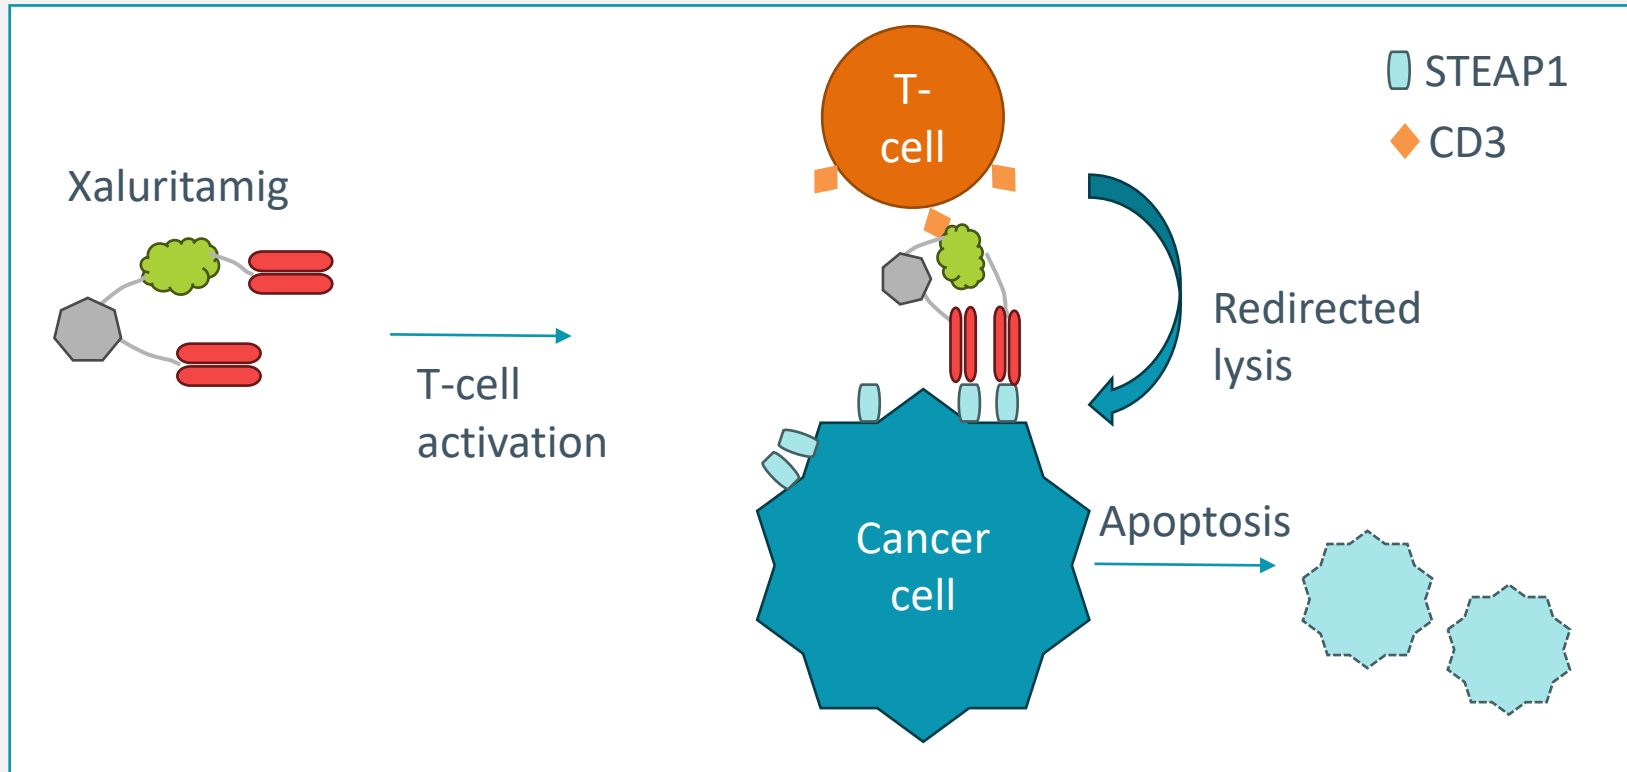 Xaluritamig
T-cell
activation
T-
cell
STEAP1
CD3
Redirected
lysis
Cancer
cell
Apoptosis